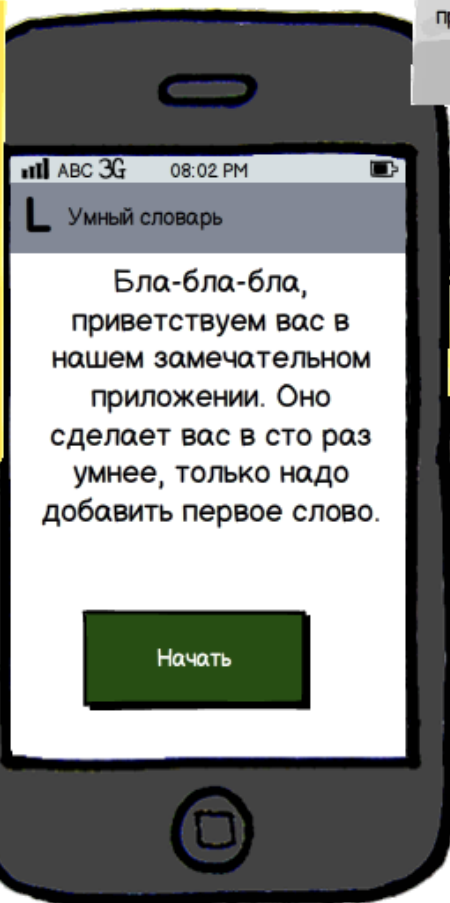 пр
ABC 3G 08:02 PM
L Умный словарь
Бла-бла-бла,
приветствуем вас в
нашем замечательном
приложении. Оно
сделает вас в сто раз
умнее, только надо
добавить первое слово.
Начать